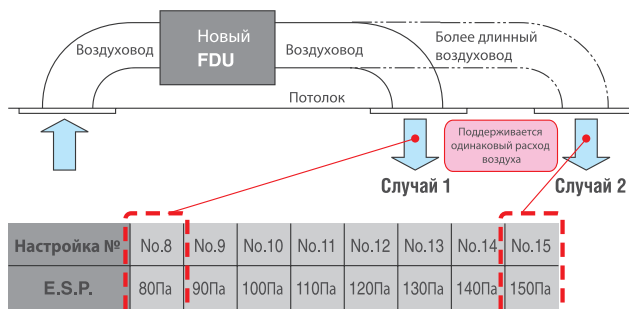 Новый
FDU
Воздуховод
Воздуховод
Более длинный
воздуховод
Потолок
Поддерживается
одинаковый расход
воздуха
Случай 1
Случай 2
Настройка № No.8 No.9 No.10 No.11 No.12 No.13 No.14 No.15
E.S.P. 80Па 90Па 100Па 110Па 120Па 130Па 140Па 150Па